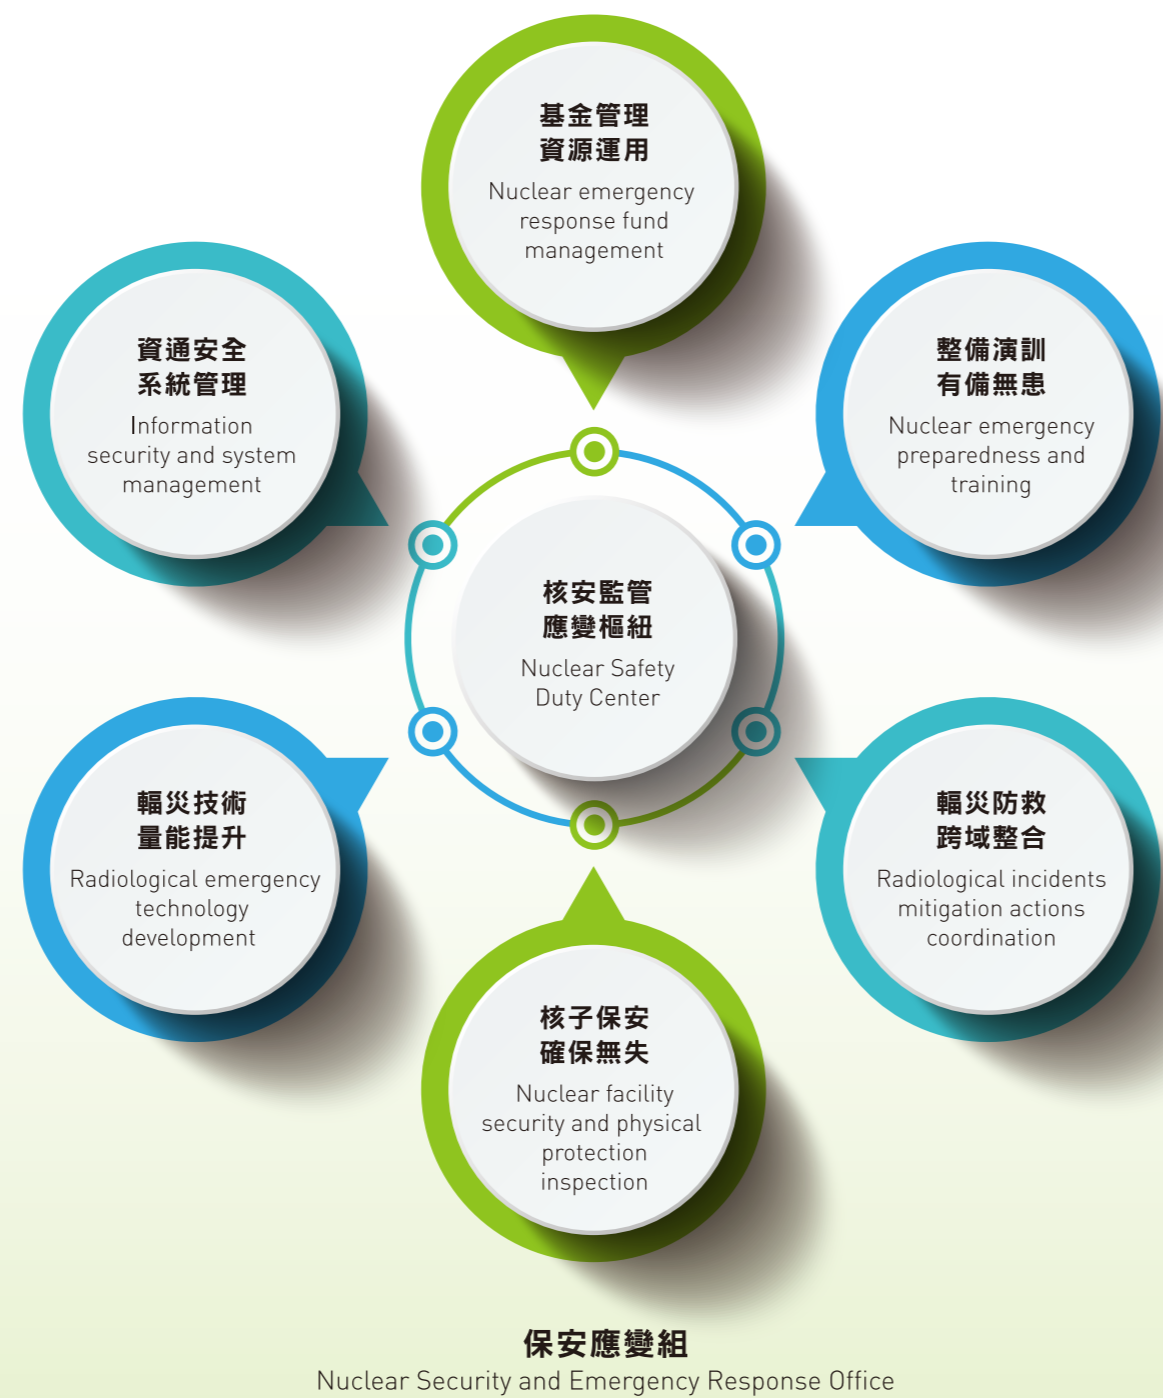 基金管理
資源運用
Nuclear emergency
response fund
management
資通安全
系統管理
Information
security and system
management
整備演訓
有備無患
Nuclear emergency
preparedness and
training
核安監管
應變樞紐
Nuclear Safety
Duty Center
輻災技術
量能提升
Radiological emergency
technology
development
輻災防救
跨域整合
Radiological incidents
mitigation actions
coordination
核子保安
確保無失
Nuclear facility
security and physical
protection
inspection
保安應變組
Nuclear Security and Emergency Response Office